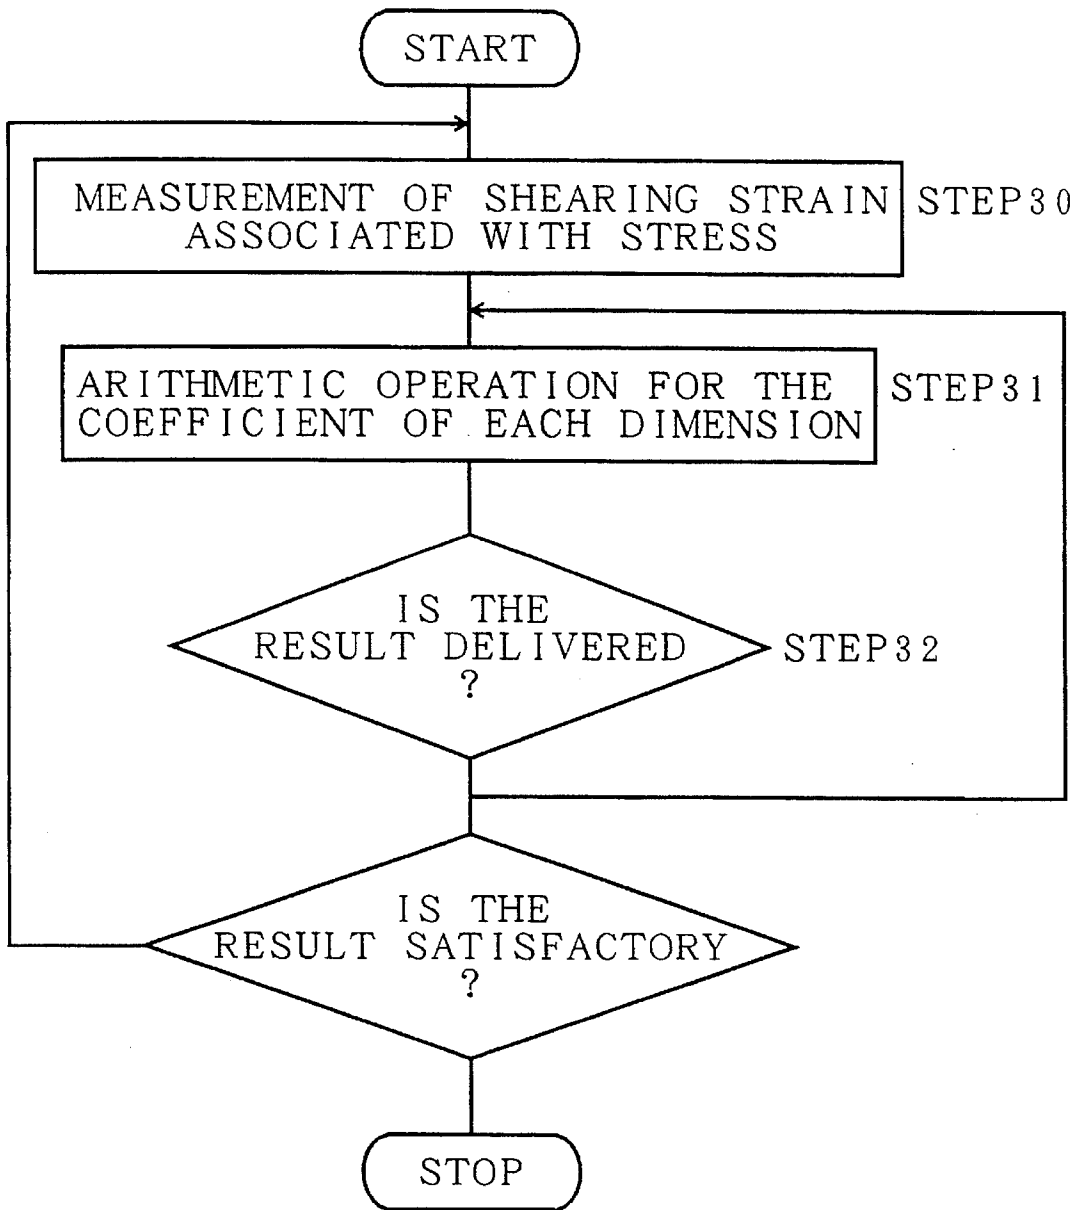 START
MEASUREMENT OF SHEARING STRAIN
ASSOCIATED WITH STRESS
STEP30
ARITHMETIC OPERATION FOR THE
COEFFICIENT OF EACH DIMENSION
STEP31
IS THE
RESULT DELIVERED
?
STEP32
IS THE
RESULT SATISFACTORY
?
STOP